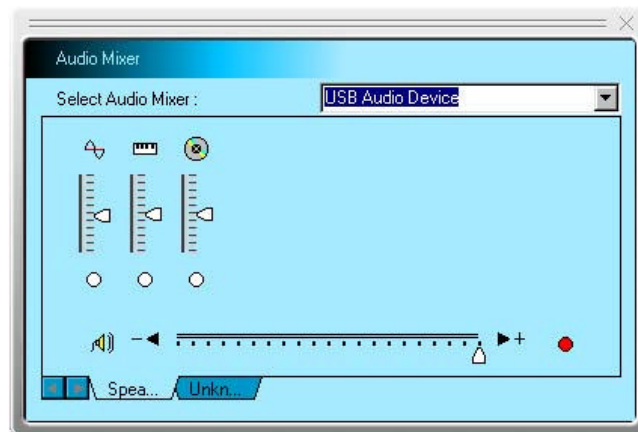 Audio Mixer
Select Audio Mixer : USB Audio Device
− +
Spea... Unkn...